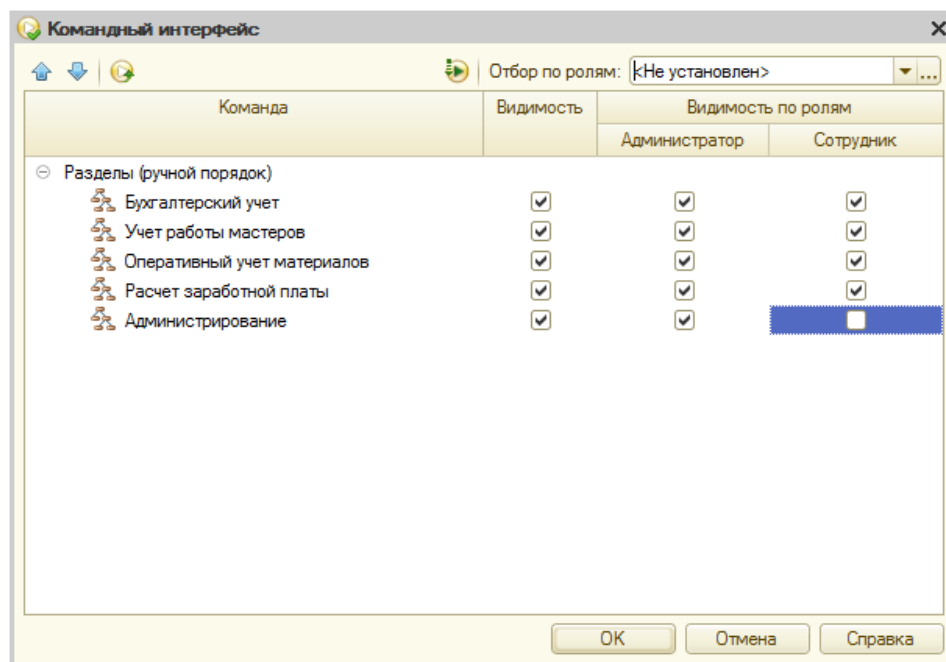 Командный интерфейс
Отбор по ролям: <Не установлен>
Команда Видимость Видимость по ролям
Администратор Сотрудник
Разделы (ручной порядок)
Бухгалтерский учет
Учет работы мастеров
Оперативный учет материалов
Расчет заработной платы
Администрирование
OK Отмена Справка